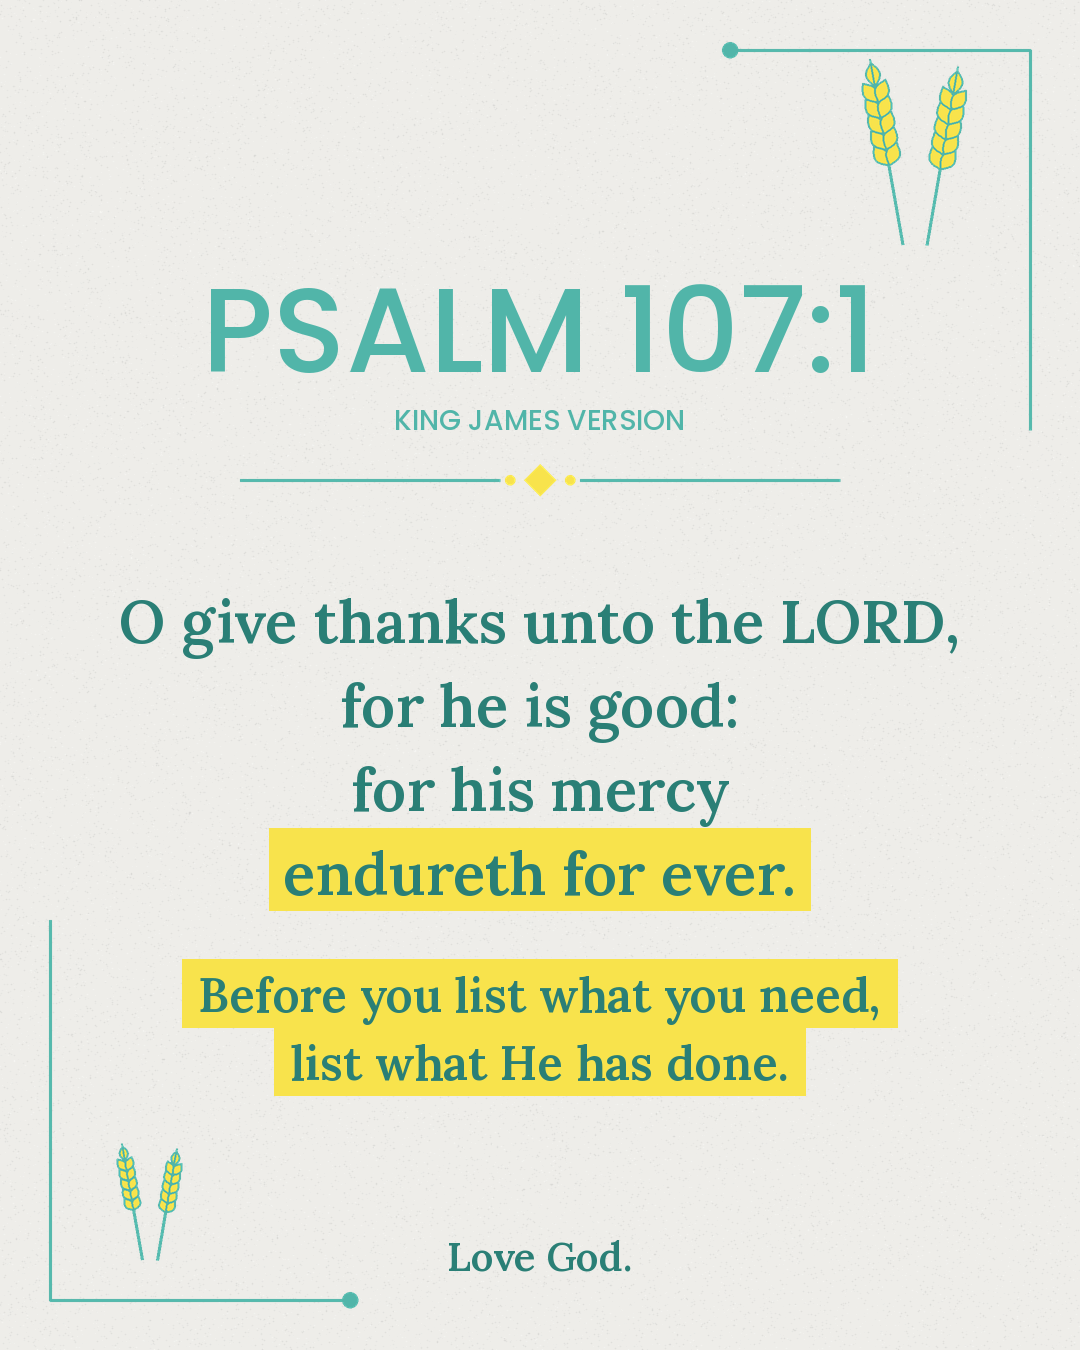 PSALM 107:1
KING JAMES VERSION
O give thanks unto the LORD,
for he is good:
for his mercy
endureth for ever.
Before you list what you need,
list what He has done.
Love God.